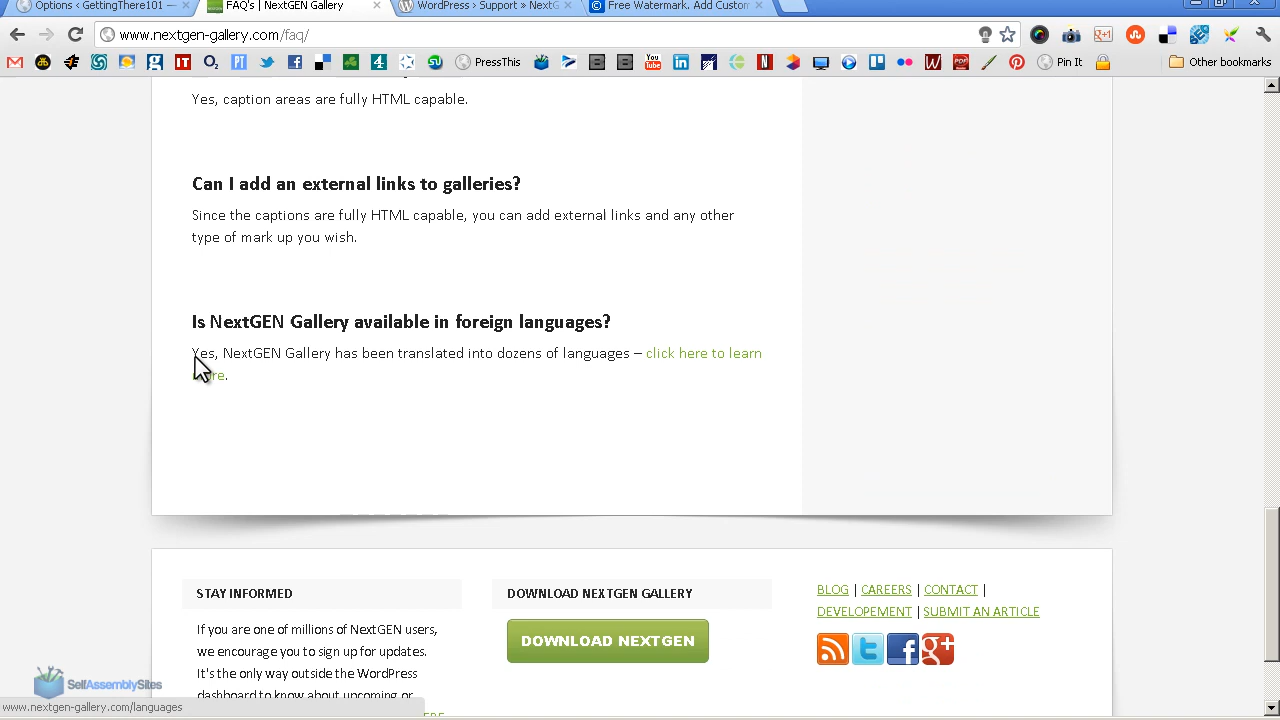 Options < GettingThere101 –
FAQ's | NextGEN Gallery
WordPress › Support » NextG
Free Watermark. Add Custom
www.nextgen-gallery.com/faq/
PressThis
Pin It
Other bookmarks
Yes, caption areas are fully HTML capable.
Can I add an external links to galleries?
Since the captions are fully HTML capable, you can add external links and any other
type of mark up you wish.
Is NextGEN Gallery available in foreign languages?
Yes, NextGEN Gallery has been translated into dozens of languages – click here to learn
more.
STAY INFORMED
If you are one of millions of NextGEN users,
we encourage you to sign up for updates.
It's the only way outside the WordPress
dashboard to know about upcoming or
DOWNLOAD NEXTGEN GALLERY
DOWNLOAD NEXTGEN
BLOG | CAREERS | CONTACT |
DEVELOPEMENT | SUBMIT AN ARTICLE
SelfAssemblySites
www.nextgen-gallery.com/languages